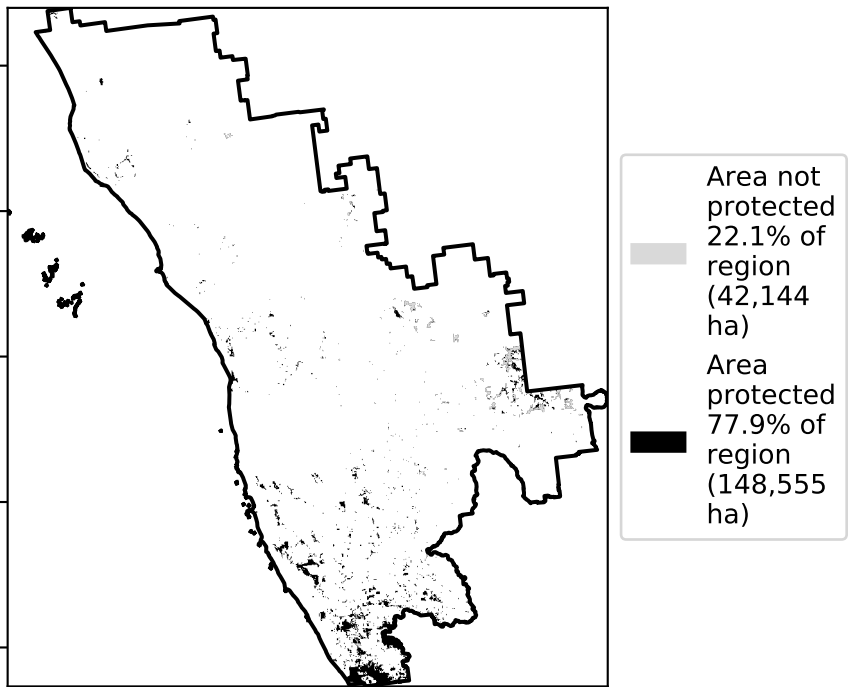 Area not
protected
22.1% of
region
(42,144
ha)
Area
protected
77.9% of
region
(148,555
ha)